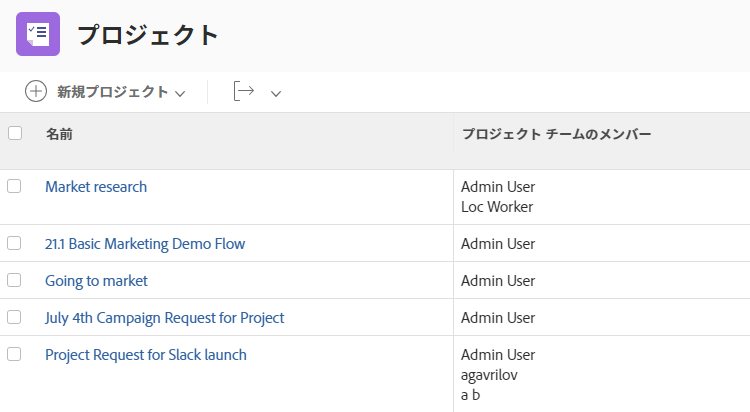 プロジェクト
新規プロジェクト
名前 プロジェクト チームのメンバー
Market research Admin User
Loc Worker
21.1 Basic Marketing Demo Flow Admin User
Going to market Admin User
July 4th Campaign Request for Project Admin User
Project Request for Slack launch Admin User
agavrilov
a b